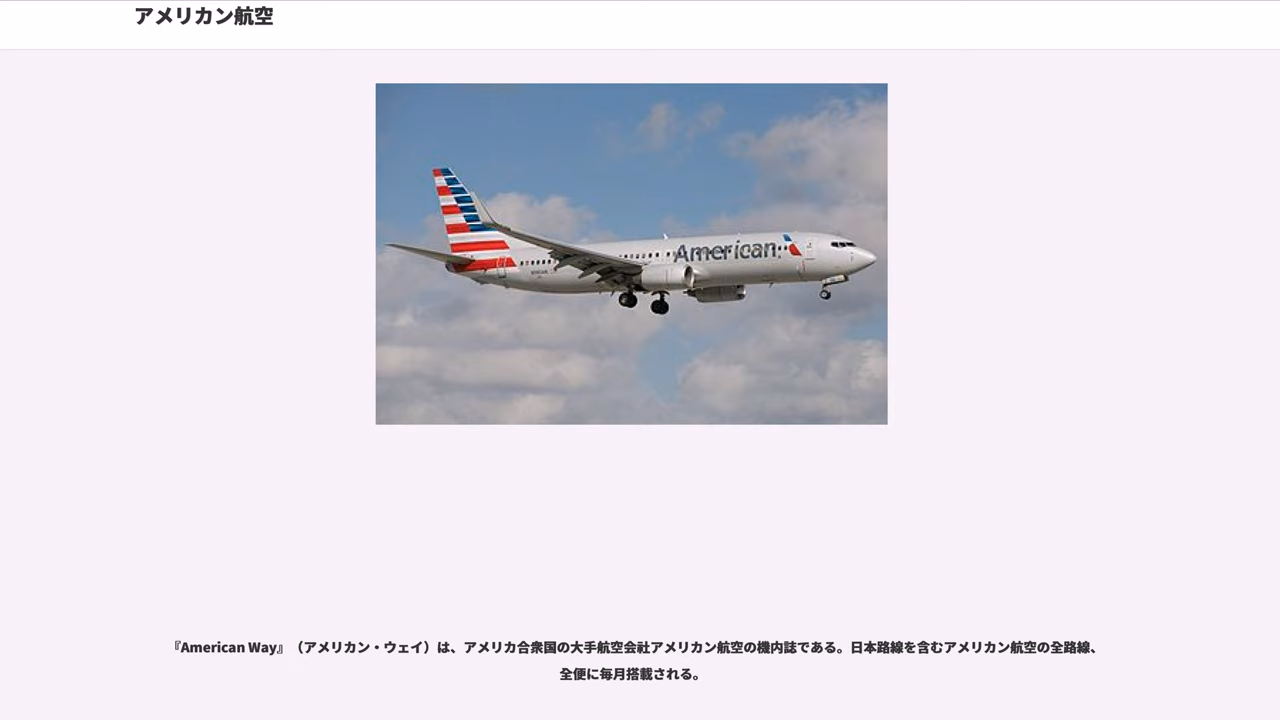 アメリカン航空
American
『American Way』（アメリカン・ウェイ）は、アメリカ合衆国の大手航空会社アメリカン航空の機内誌である。日本路線を含むアメリカン航空の全路線、
全便に毎月搭載される。